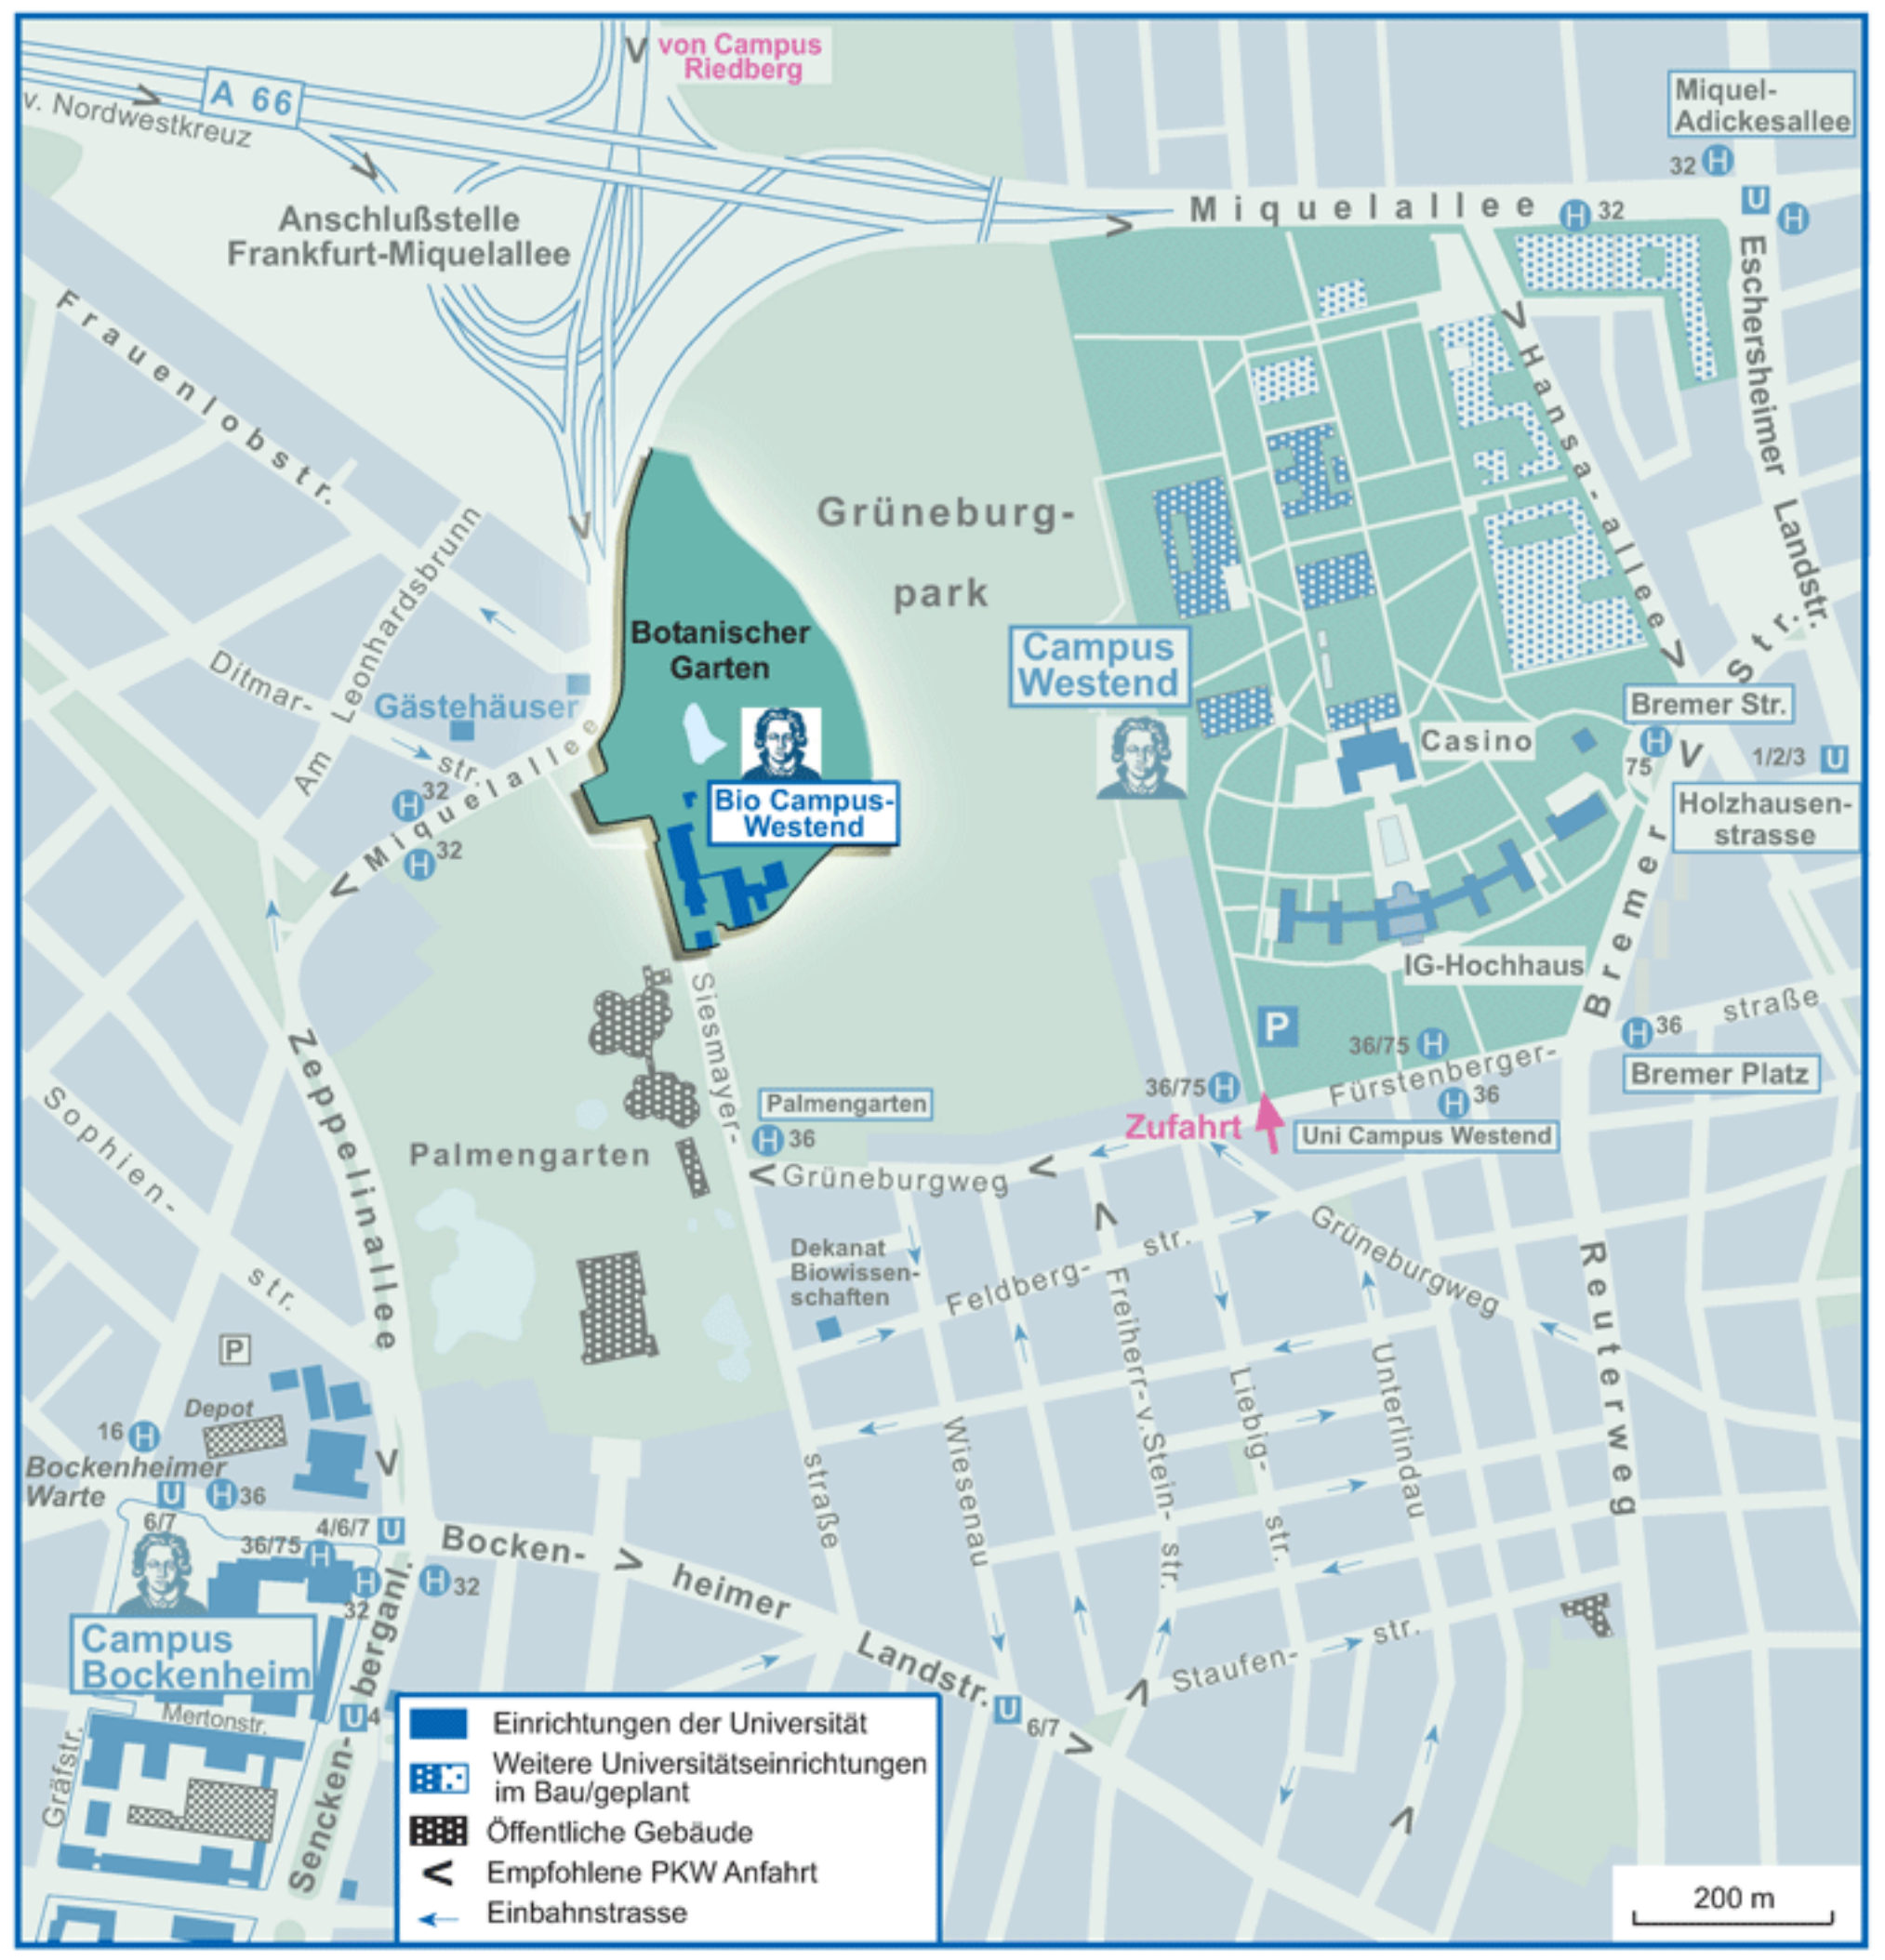 von Campus
Riedberg
A 66
v. Nordwestkreuz
Miquel-
Adickesallee
32 H
U
H
Miquelallee
H 32
Anschlußstelle
Frankfurt-Miquelallee
Frauenlobstr.
Eschersheimer Landstr.
Hansa-allee
Grüneburg-
park
Am Leonhardsbrunn
Ditmar-
str.
Botanischer
Garten
Gästehäuser
Campus
Westend
Bremer Str.
Bremer Str.
H
75
1/2/3 U
Casino
Holzhausen-
strasse
Bio Campus-
Westend
H 32
Miquelallee
H 32
IG-Hochhaus
Siesmayer-
straße
P
36/75 H
H 36
straße
Bremer Platz
Fürstenberger-
36/75 H
H 36
Zufahrt
Uni Campus Westend
Zeppelinallee
Sophien-
str.
Palmengarten
H 36
Palmengarten
Grüneburgweg
Grüneburgweg
Dekanat
Biowissen-
schaften
Feldberg-
str.
Freiherr-v.Stein-
str.
Liebig-
str.
Unterlindau
Reuterweg
Wiesenau
P
Depot
16 H
Bockenheimer
Warte
U
H 36
6/7
4/6/7 U
36/75 H
H
32
H 32
Bocken-
heimer
Landstr.
U 6/7
Staufen-
str.
Campus
Bockenheim
Mertonstr.
Gräfstr.
Sencken-
berganl.
U 4
Einrichtungen der Universität
Weitere Universitätseinrichtungen
im Bau/geplant
Öffentliche Gebäude
< Empfohlene PKW Anfahrt
Einbahnstrasse
200 m